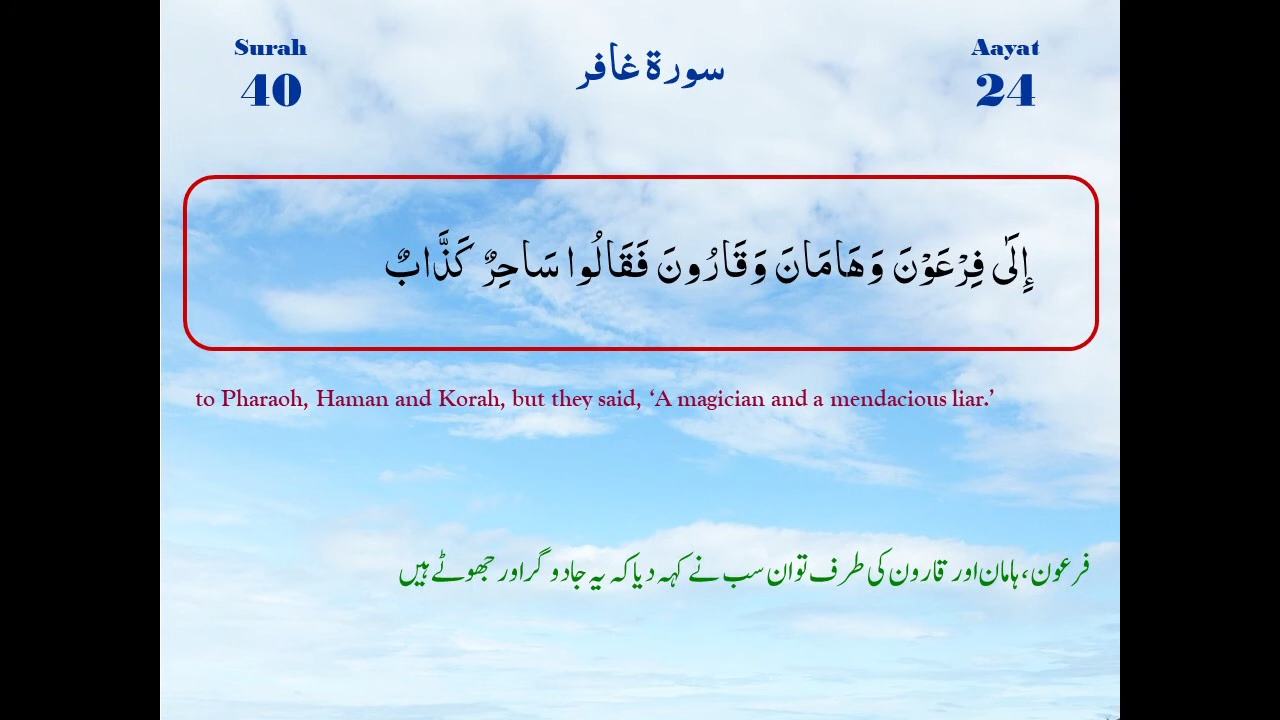 Surah
40
سورة غافر
Aayat
24
إِلَىٰ فِرْعَوْنَ وَهَامَانَ وَقَارُونَ فَقَالُوا سَاحِرٌ كَذَّابٌ
to Pharaoh, Haman and Korah, but they said, ‘A magician and a mendacious liar.’
فرعون، ہامان اور قارون کی طرف تو ان سب نے کہہ دیا کہ یہ جادو گر اور جھوٹے ہیں